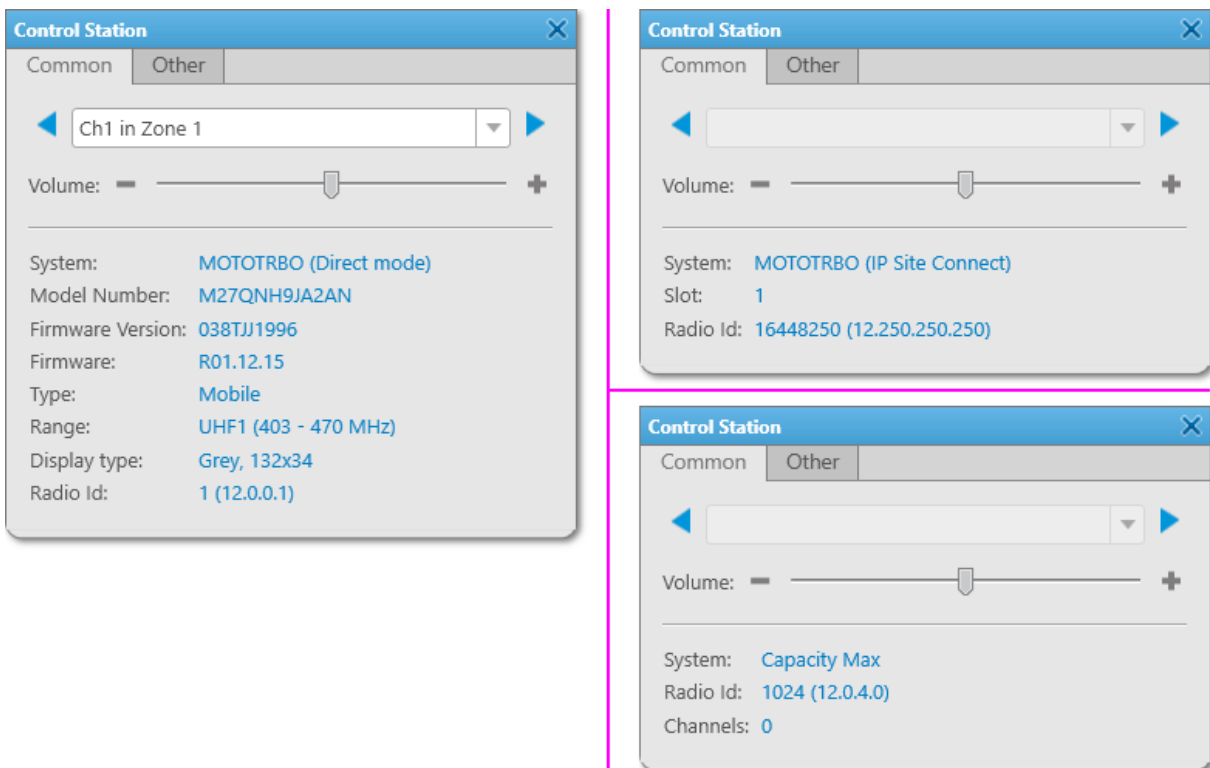 Control Station
Common Other
Ch1 in Zone 1
Volume:
System: MOTOTRBO (Direct mode)
Model Number: M27QNH9JA2AN
Firmware Version: 038TJJ1996
Firmware: R01.12.15
Type: Mobile
Range: UHF1 (403 - 470 MHz)
Display type: Grey, 132x34
Radio Id: 1 (12.0.0.1)
Control Station
Common Other
Volume:
System: MOTOTRBO (IP Site Connect)
Slot: 1
Radio Id: 16448250 (12.250.250.250)
Control Station
Common Other
Volume:
System: Capacity Max
Radio Id: 1024 (12.0.4.0)
Channels: 0